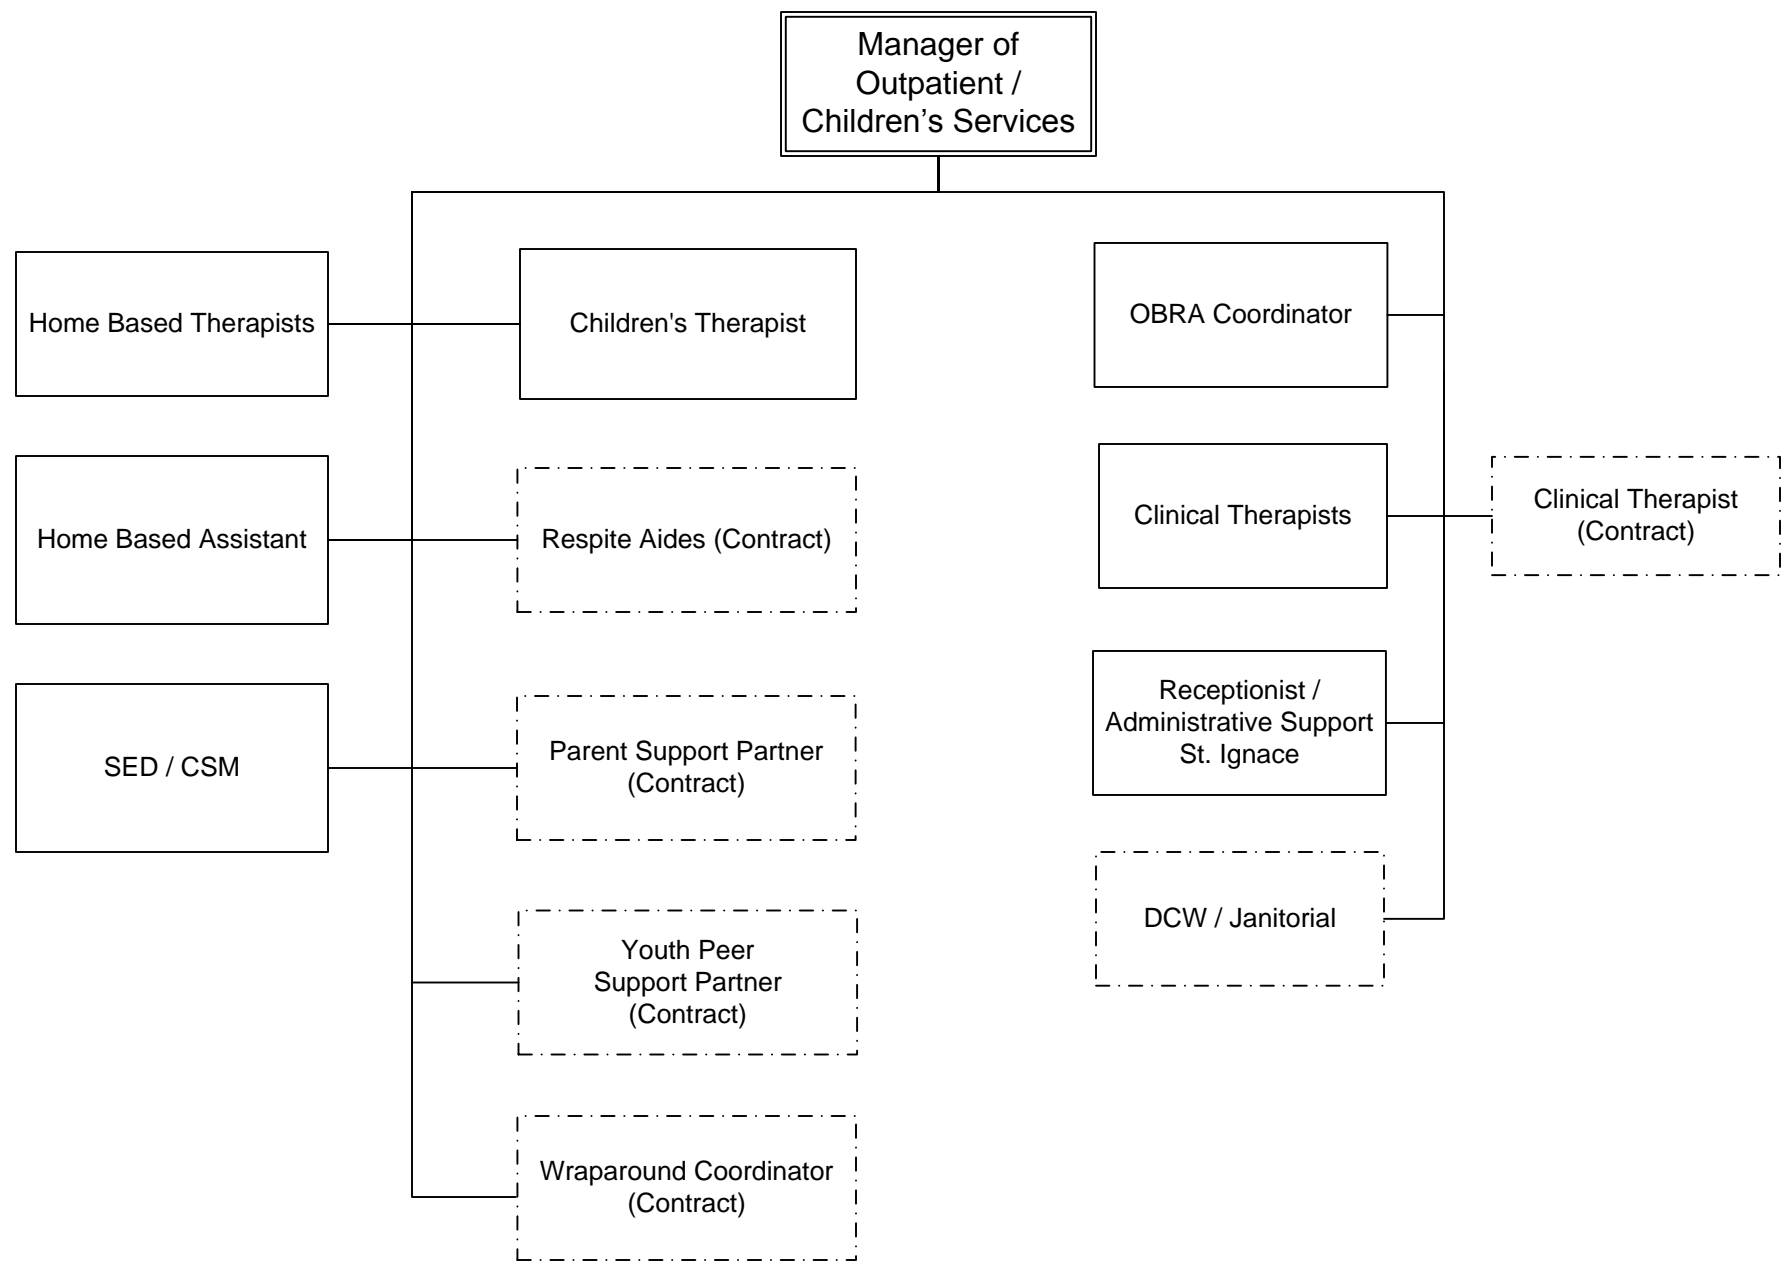 Manager of
Outpatient /
Children’s Services
Home Based Therapists
Children's Therapist
OBRA Coordinator
Home Based Assistant
Respite Aides (Contract)
Clinical Therapists
Clinical Therapist
(Contract)
SED / CSM
Parent Support Partner
(Contract)
Receptionist /
Administrative Support
St. Ignace
Youth Peer
Support Partner
(Contract)
DCW / Janitorial
Wraparound Coordinator
(Contract)